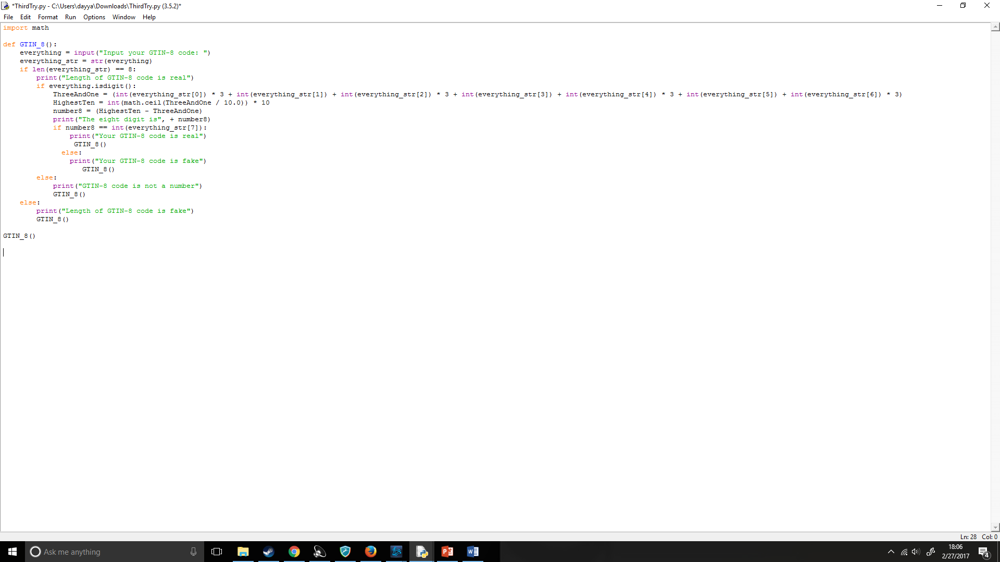 *ThirdTry.py - C:\Users\dayya\Downloads\ThirdTry.py (3.5.2)*
File Edit Format Run Options Window Help
import math

def GTIN_8():
    everything = input("Input your GTIN-8 code: ")
    everything_str = str(everything)
    if len(everything_str) == 8:
        print("Length of GTIN-8 code is real")
        if everything.isdigit():
            ThreeAndOne = (int(everything_str[0]) * 3 + int(everything_str[1]) + int(everything_str[2]) * 3 + int(everything_str[3]) + int(everything_str[4]) * 3 + int(everything_str[5]) + int(everything_str[6]) * 3)
            HighestTen = int(math.ceil(ThreeAndOne / 10.0)) * 10
            number8 = (HighestTen - ThreeAndOne)
            print("The eight digit is", + number8)
            if number8 == int(everything_str[7]):
                print("Your GTIN-8 code is real")
                 GTIN_8()
              else:
                print("Your GTIN-8 code is fake")
                   GTIN_8()
        else:
            print("GTIN-8 code is not a number")
            GTIN_8()
    else:
        print("Length of GTIN-8 code is fake")
        GTIN_8()

GTIN_8()
Ln: 28 Col: 0
Ask me anything
18:06
2/27/2017
4